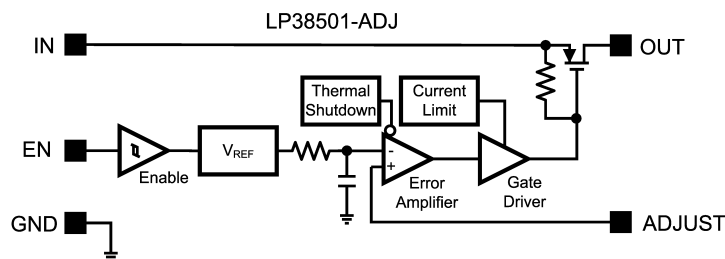 LP38501-ADJ
IN
OUT
Thermal
Shutdown
Current
Limit
EN
VREF
-
+
Enable
Error
Amplifier
Gate
Driver
GND
ADJUST